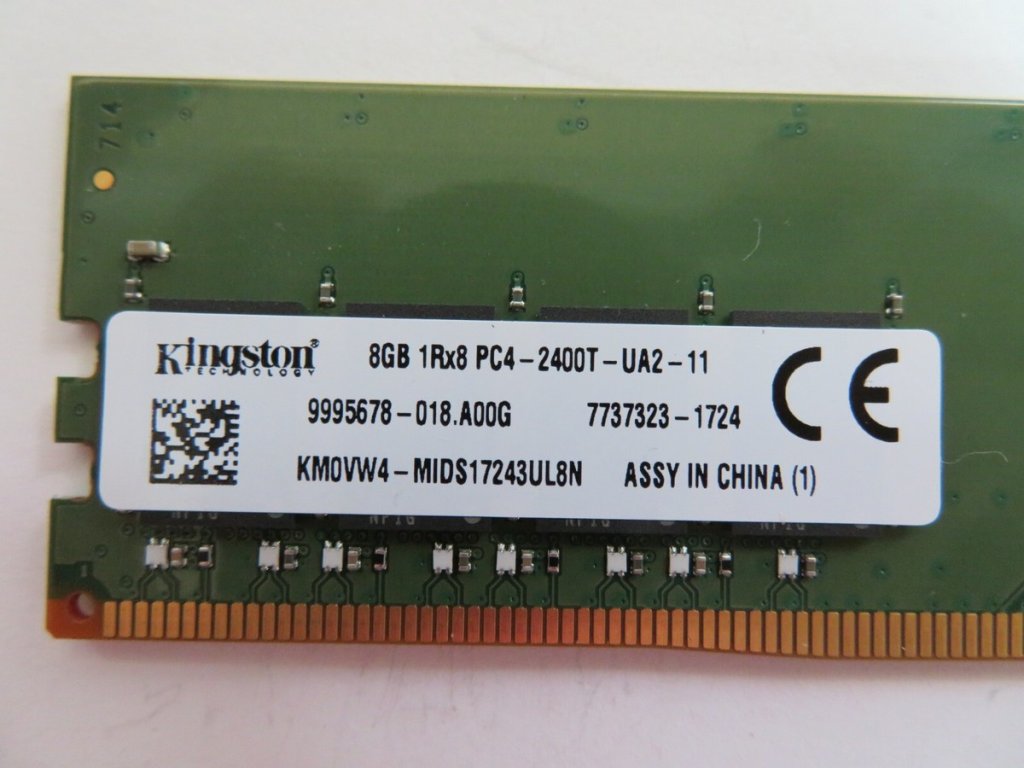 714
Kingston®
TECHNOLOGY
8GB 1Rx8 PC4-2400T-UA2-11
9995678-018.A00G
7737323-1724
CE
KM0VW4-MIDS17243UL8N
ASSY IN CHINA (1)